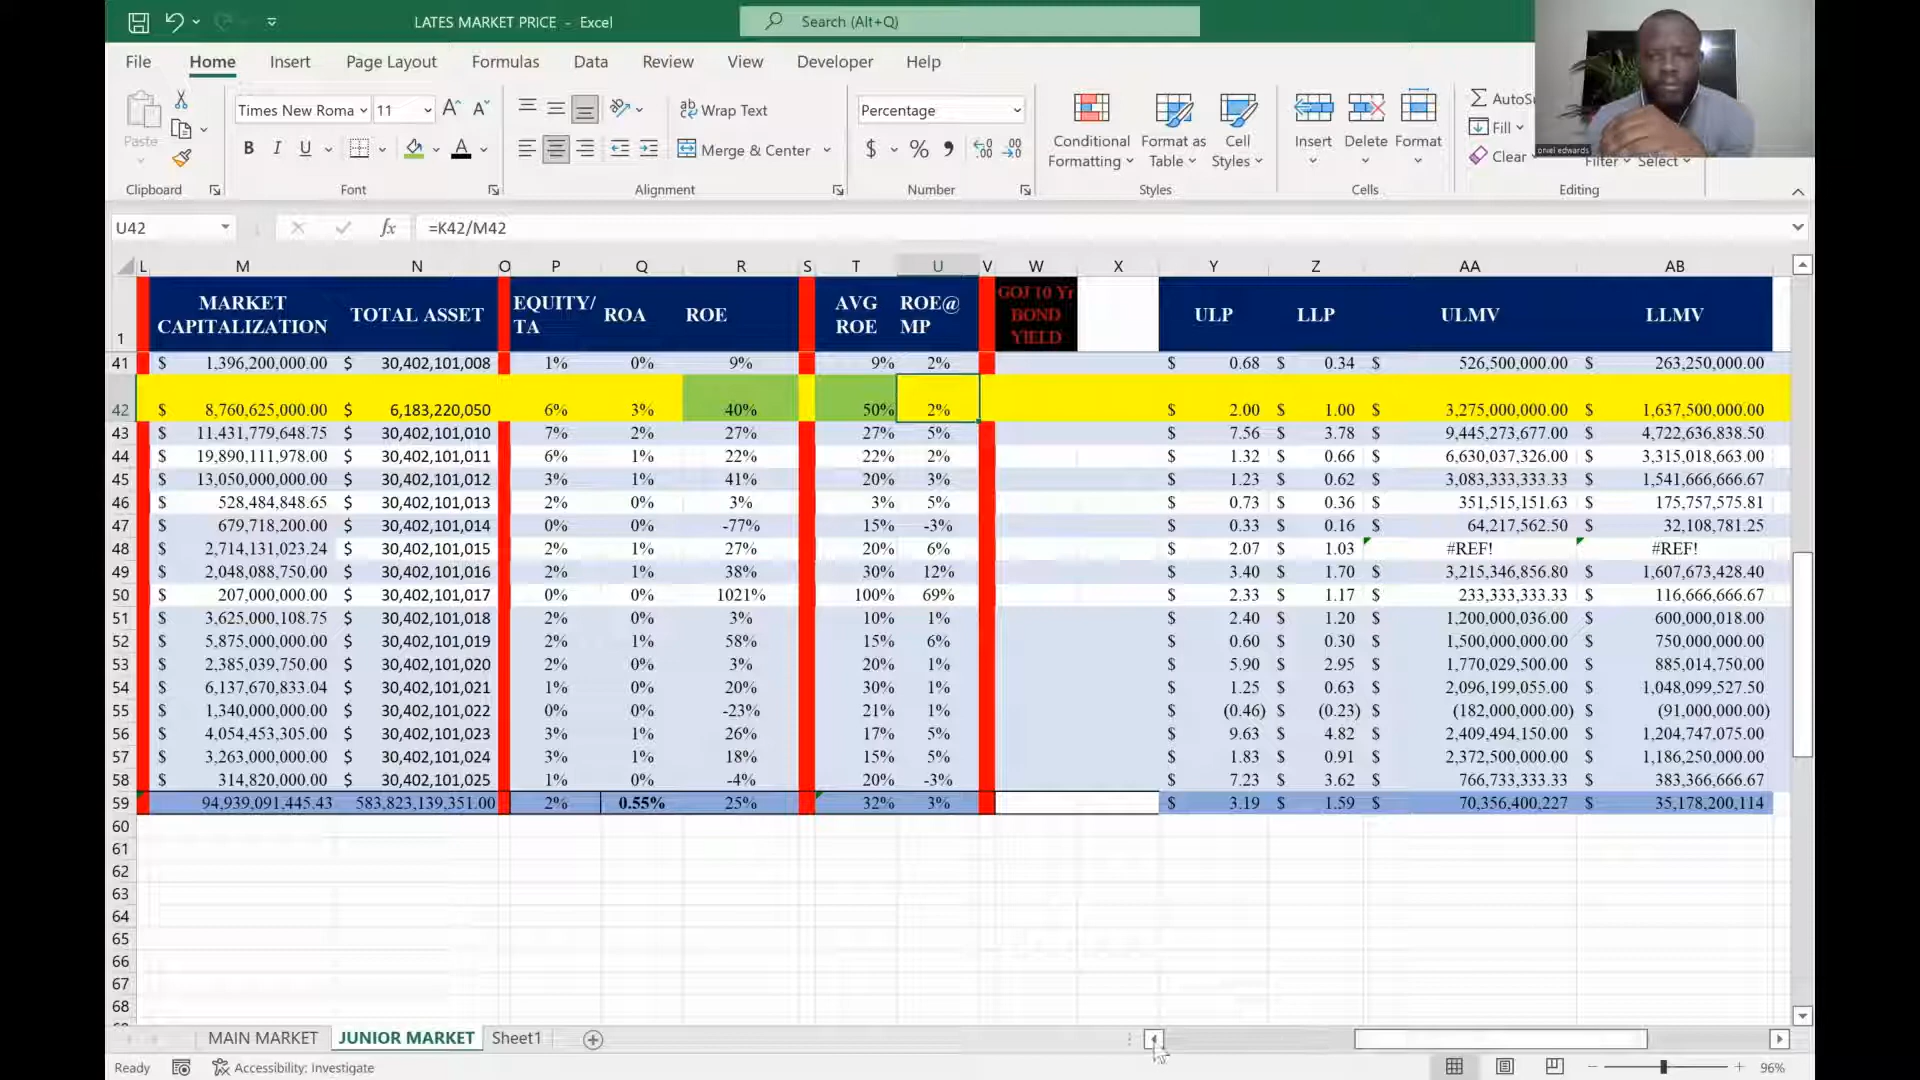 LATES MARKET PRICE - Excel
Search (Alt+Q)
File Home Insert Page Layout Formulas Data Review View Developer Help
Paste
Times New Roma 11
B I U
Wrap Text
Merge & Center
Percentage
$ %
Conditional Formatting
Format as Table
Cell Styles
Insert Delete Format
Fill
Clear
Filter Select
oniel edwards
Clipboard Font Alignment Number Styles Cells Editing
U42 fx =K42/M42
L M N O P Q R S T U V W X Y Z AA AB
1 MARKET CAPITALIZATION TOTAL ASSET EQUITY/ TA ROA ROE AVG ROE ROE@ MP GOJ 10 Yr BOND YIELD ULP LLP ULMV LLMV
41 $ 1,396,200,000.00 $ 30,402,101,008 1% 0% 9% 9% 2% $ 0.68 $ 0.34 $ 526,500,000.00 $ 263,250,000.00
42 $ 8,760,625,000.00 $ 6,183,220,050 6% 3% 40% 50% 2% $ 2.00 $ 1.00 $ 3,275,000,000.00 $ 1,637,500,000.00
43 $ 11,431,779,648.75 $ 30,402,101,010 7% 2% 27% 27% 5% $ 7.56 $ 3.78 $ 9,445,273,677.00 $ 4,722,636,838.50
44 $ 19,890,111,978.00 $ 30,402,101,011 6% 1% 22% 22% 2% $ 1.32 $ 0.66 $ 6,630,037,326.00 $ 3,315,018,663.00
45 $ 13,050,000,000.00 $ 30,402,101,012 3% 1% 41% 20% 3% $ 1.23 $ 0.62 $ 3,083,333,333.33 $ 1,541,666,666.67
46 $ 528,484,848.65 $ 30,402,101,013 2% 0% 3% 3% 5% $ 0.73 $ 0.36 $ 351,515,151.63 $ 175,757,575.81
47 $ 679,718,200.00 $ 30,402,101,014 0% 0% -77% 15% -3% $ 0.33 $ 0.16 $ 64,217,562.50 $ 32,108,781.25
48 $ 2,714,131,023.24 $ 30,402,101,015 2% 1% 27% 20% 6% $ 2.07 $ 1.03 $ #REF! $ #REF!
49 $ 2,048,088,750.00 $ 30,402,101,016 2% 1% 38% 30% 12% $ 3.40 $ 1.70 $ 3,215,346,856.80 $ 1,607,673,428.40
50 $ 207,000,000.00 $ 30,402,101,017 0% 0% 1021% 100% 69% $ 2.33 $ 1.17 $ 233,333,333.33 $ 116,666,666.67
51 $ 3,625,000,108.75 $ 30,402,101,018 2% 0% 3% 10% 1% $ 2.40 $ 1.20 $ 1,200,000,036.00 $ 600,000,018.00
52 $ 5,875,000,000.00 $ 30,402,101,019 2% 1% 58% 15% 6% $ 0.60 $ 0.30 $ 1,500,000,000.00 $ 750,000,000.00
53 $ 2,385,039,750.00 $ 30,402,101,020 2% 0% 3% 20% 1% $ 5.90 $ 2.95 $ 1,770,029,500.00 $ 885,014,750.00
54 $ 6,137,670,833.04 $ 30,402,101,021 1% 0% 20% 30% 1% $ 1.25 $ 0.63 $ 2,096,199,055.00 $ 1,048,099,527.50
55 $ 1,340,000,000.00 $ 30,402,101,022 0% 0% -23% 21% 1% $ (0.46) $ (0.23) $ (182,000,000.00) $ (91,000,000.00)
56 $ 4,054,453,305.00 $ 30,402,101,023 3% 1% 26% 17% 5% $ 9.63 $ 4.82 $ 2,409,494,150.00 $ 1,204,747,075.00
57 $ 3,263,000,000.00 $ 30,402,101,024 3% 1% 18% 15% 5% $ 1.83 $ 0.91 $ 2,372,500,000.00 $ 1,186,250,000.00
58 $ 314,820,000.00 $ 30,402,101,025 1% 0% -4% 20% -3% $ 7.23 $ 3.62 $ 766,733,333.33 $ 383,366,666.67
59 94,939,091,445.43 583,823,139,351.00 2% 0.55% 25% 32% 3% $ 3.19 $ 1.59 $ 70,356,400,227 $ 35,178,200,114
60
61
62
63
64
65
66
67
68
MAIN MARKET JUNIOR MARKET Sheet1
Ready Accessibility: Investigate 96%